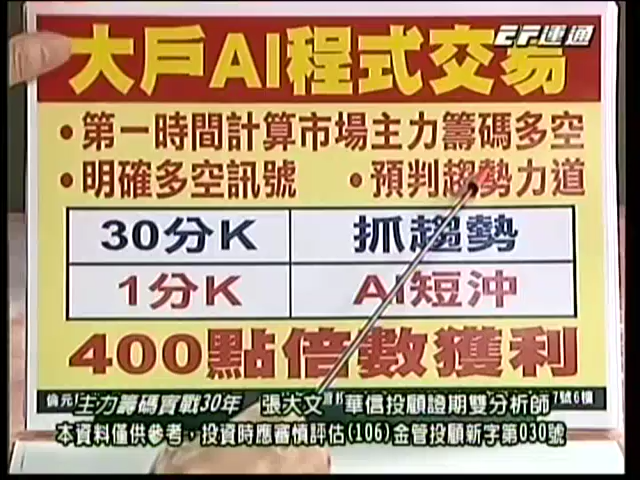 大戶AI程式交易
EF運通
•第一時間計算市場主力籌碼多空
•明確多空訊號 •預判趨勢力道
30分K 抓趨勢
1分K AI短沖
400點倍數獲利
主力籌碼實戰30年 張大文 華信投顧證期雙分析師
本資料僅供參考,投資時應審慎評估(106)金管投顧新字第030號